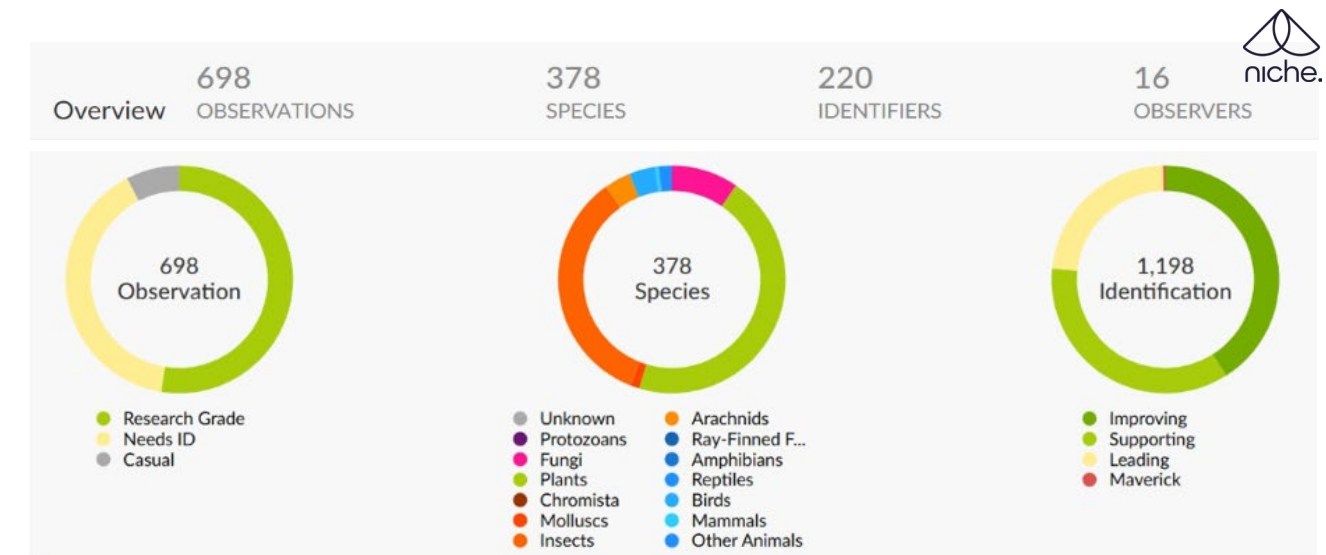 niche.
Overview
698
OBSERVATIONS
378
SPECIES
220
IDENTIFIERS
16
OBSERVERS
698
Observation
Research Grade
Needs ID
Casual
378
Species
Unknown
Protozoans
Fungi
Plants
Chromista
Molluscs
Insects
Arachnids
Ray-Finned F...
Amphibians
Reptiles
Birds
Mammals
Other Animals
1,198
Identification
Improving
Supporting
Leading
Maverick